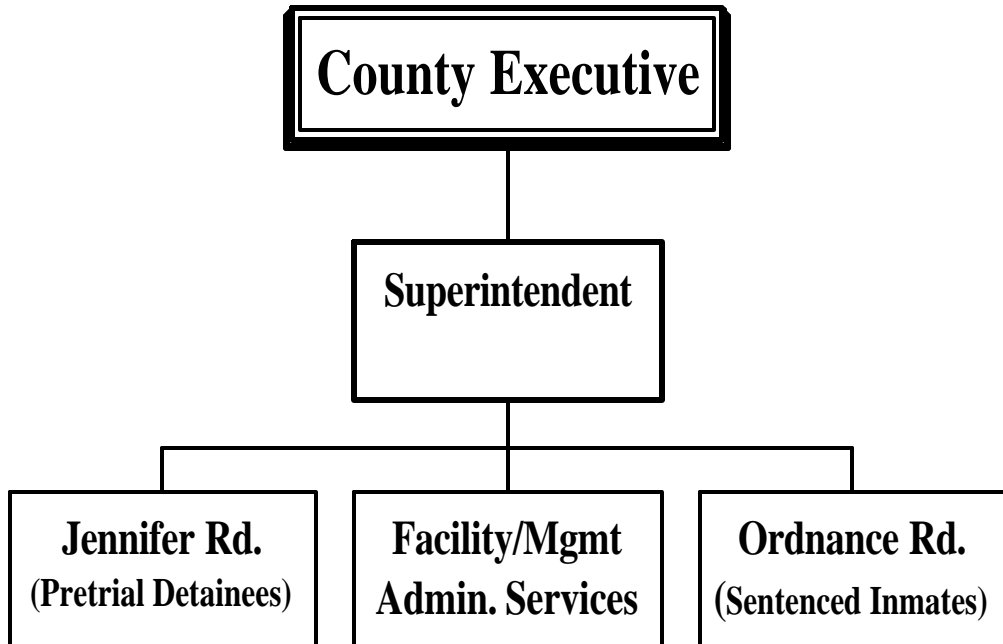 County Executive
Superintendent
Jennifer Rd.
(Pretrial Detainees)
Facility/Mgmt
Admin. Services
Ordnance Rd.
(Sentenced Inmates)